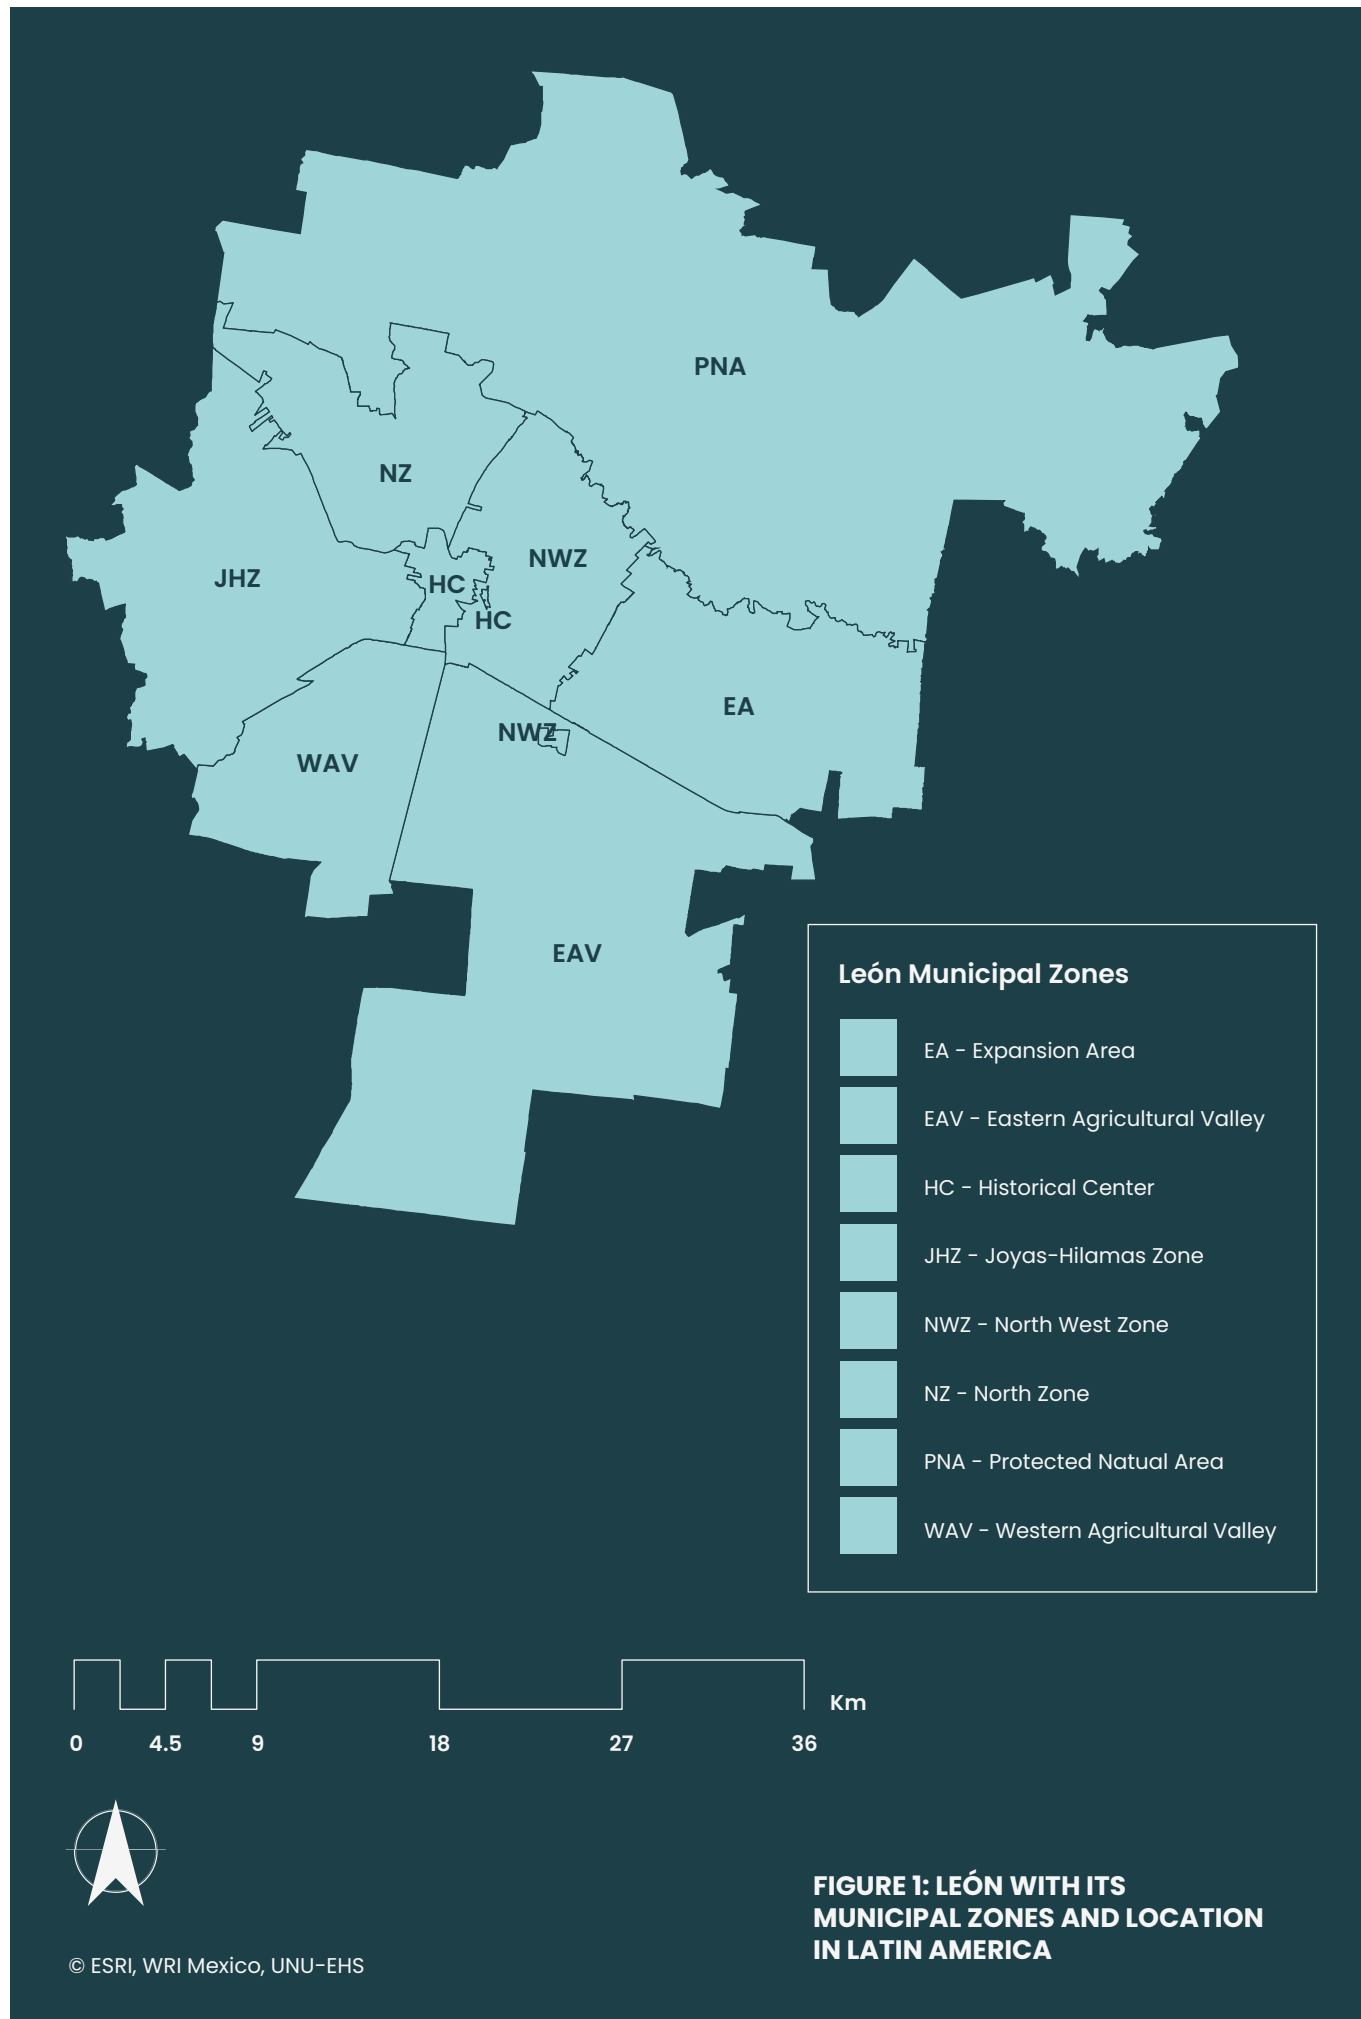 PNA
NZ
NWZ
JHZ
HC
HC
EA
NWZ
WAV
EAV
León Municipal Zones
EA - Expansion Area
EAV - Eastern Agricultural Valley
HC - Historical Center
JHZ - Joyas-Hilamas Zone
NWZ - North West Zone
NZ - North Zone
PNA - Protected Natual Area
WAV - Western Agricultural Valley
Km
0 4.5 9 18 27 36
FIGURE 1: LEÓN WITH ITS
MUNICIPAL ZONES AND LOCATION
IN LATIN AMERICA
© ESRI, WRI Mexico, UNU-EHS